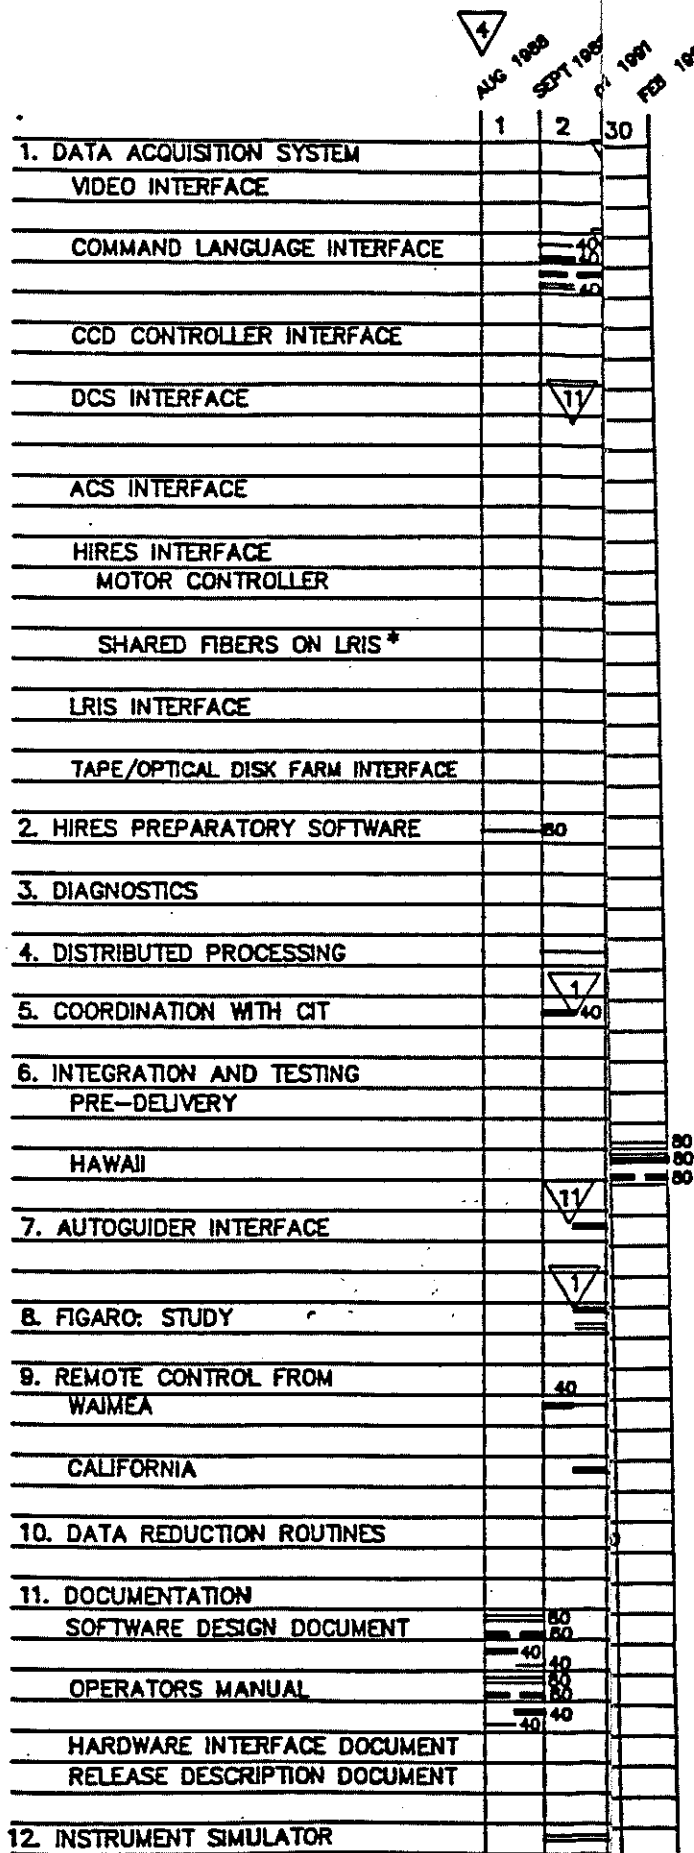 4
AUG 1988
SEPT 1988
1991
FEB
1 2 30
1. DATA ACQUISITION SYSTEM
VIDEO INTERFACE
40
COMMAND LANGUAGE INTERFACE 40
40
CCD CONTROLLER INTERFACE
DCS INTERFACE 11
ACS INTERFACE
HIRES INTERFACE
MOTOR CONTROLLER
SHARED FIBERS ON LRIS*
LRIS INTERFACE
TAPE/OPTICAL DISK FARM INTERFACE
2. HIRES PREPARATORY SOFTWARE 80
3. DIAGNOSTICS
4. DISTRIBUTED PROCESSING
1
5. COORDINATION WITH CIT 40
6. INTEGRATION AND TESTING
PRE-DELIVERY
80
HAWAII 80
80
11
7. AUTOGUIDER INTERFACE
1
8. FIGARO: STUDY
9. REMOTE CONTROL FROM
40
WAIMEA
CALIFORNIA
10. DATA REDUCTION ROUTINES
11. DOCUMENTATION
80
SOFTWARE DESIGN DOCUMENT 80
40
40
80
OPERATORS MANUAL 80
40
40
HARDWARE INTERFACE DOCUMENT
RELEASE DESCRIPTION DOCUMENT
12. INSTRUMENT SIMULATOR